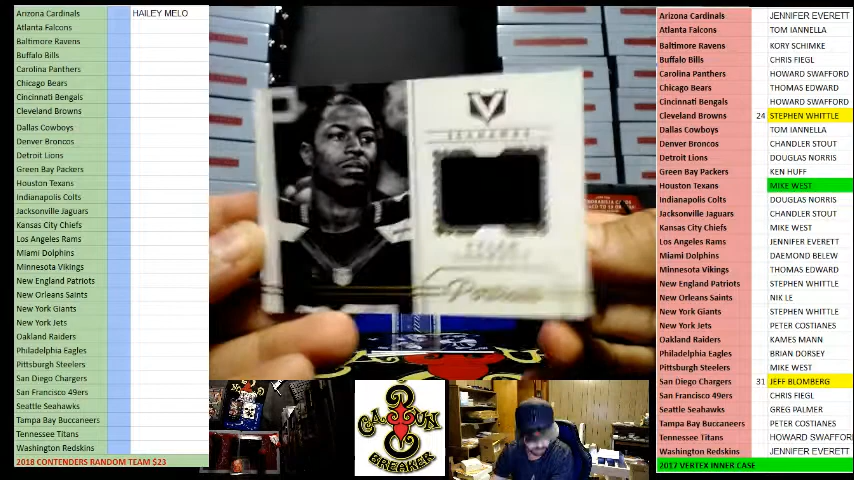 Arizona Cardinals HAILEY MELO
Atlanta Falcons
Baltimore Ravens
Buffalo Bills
Carolina Panthers
Chicago Bears
Cincinnati Bengals
Cleveland Browns
Dallas Cowboys
Denver Broncos
Detroit Lions
Green Bay Packers
Houston Texans
Indianapolis Colts
Jacksonville Jaguars
Kansas City Chiefs
Los Angeles Rams
Miami Dolphins
Minnesota Vikings
New England Patriots
New Orleans Saints
New York Giants
New York Jets
Oakland Raiders
Philadelphia Eagles
Pittsburgh Steelers
San Diego Chargers
San Francisco 49ers
Seattle Seahawks
Tampa Bay Buccaneers
Tennessee Titans
Washington Redskins
2018 CONTENDERS RANDOM TEAM $23
SEAHAWKS
CAJUN
BREAKER
Arizona Cardinals JENNIFER EVERETT
Atlanta Falcons TOM IANNELLA
Baltimore Ravens KORY SCHIMKE
Buffalo Bills CHRIS FIEGL
Carolina Panthers HOWARD SWAFFORD
Chicago Bears THOMAS EDWARD
Cincinnati Bengals HOWARD SWAFFORD
Cleveland Browns 24 STEPHEN WHITTLE
Dallas Cowboys TOM IANNELLA
Denver Broncos CHANDLER STOUT
Detroit Lions DOUGLAS NORRIS
Green Bay Packers KEN HUFF
Houston Texans MIKE WEST
Indianapolis Colts DOUGLAS NORRIS
Jacksonville Jaguars CHANDLER STOUT
Kansas City Chiefs MIKE WEST
Los Angeles Rams JENNIFER EVERETT
Miami Dolphins DAEMOND BELEW
Minnesota Vikings THOMAS EDWARD
New England Patriots STEPHEN WHITTLE
New Orleans Saints NIK LE
New York Giants STEPHEN WHITTLE
New York Jets PETER COSTIANES
Oakland Raiders KAMES MANN
Philadelphia Eagles BRIAN DORSEY
Pittsburgh Steelers MIKE WEST
San Diego Chargers 31 JEFF BLOMBERG
San Francisco 49ers CHRIS FIEGL
Seattle Seahawks GREG PALMER
Tampa Bay Buccaneers PETER COSTIANES
Tennessee Titans HOWARD SWAFFORI
Washington Redskins JENNIFER EVERETT
2017 VERTEX INNER CASE